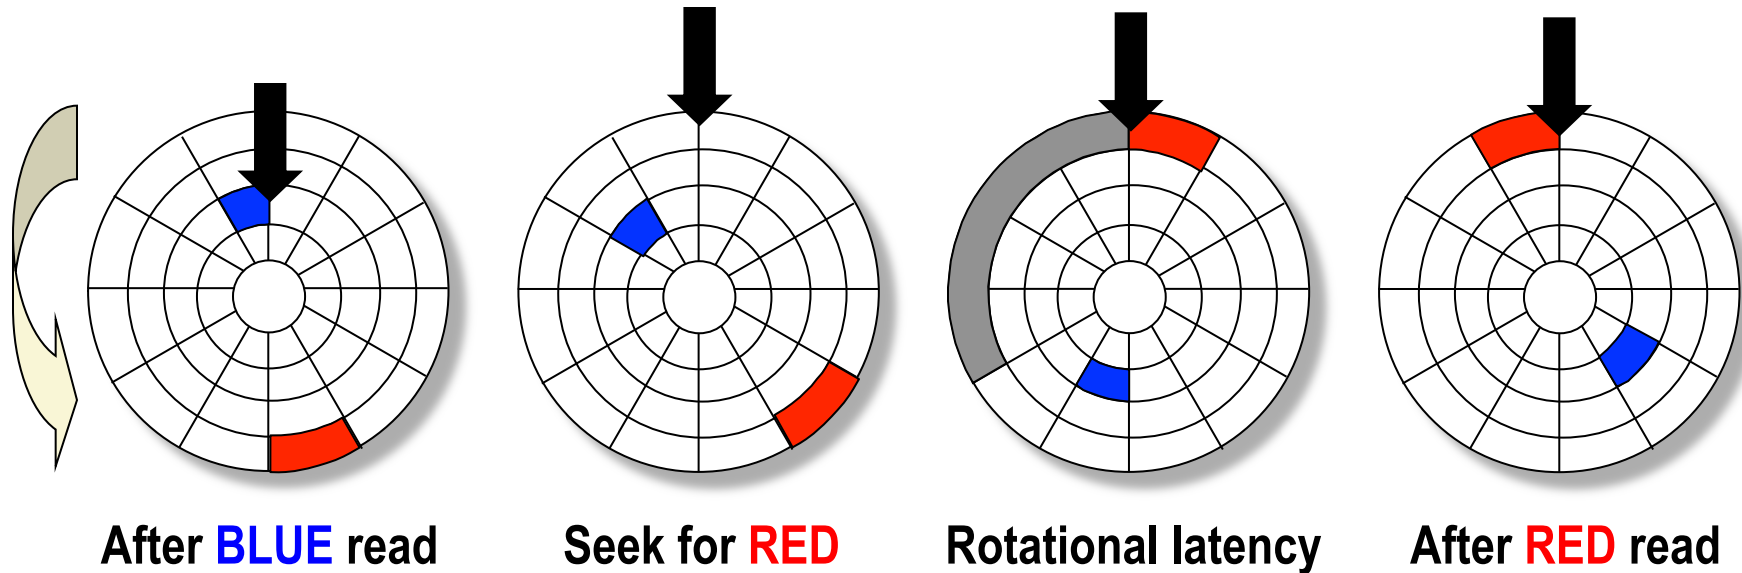 After BLUE read
Seek for RED
Rotational latency
After RED read